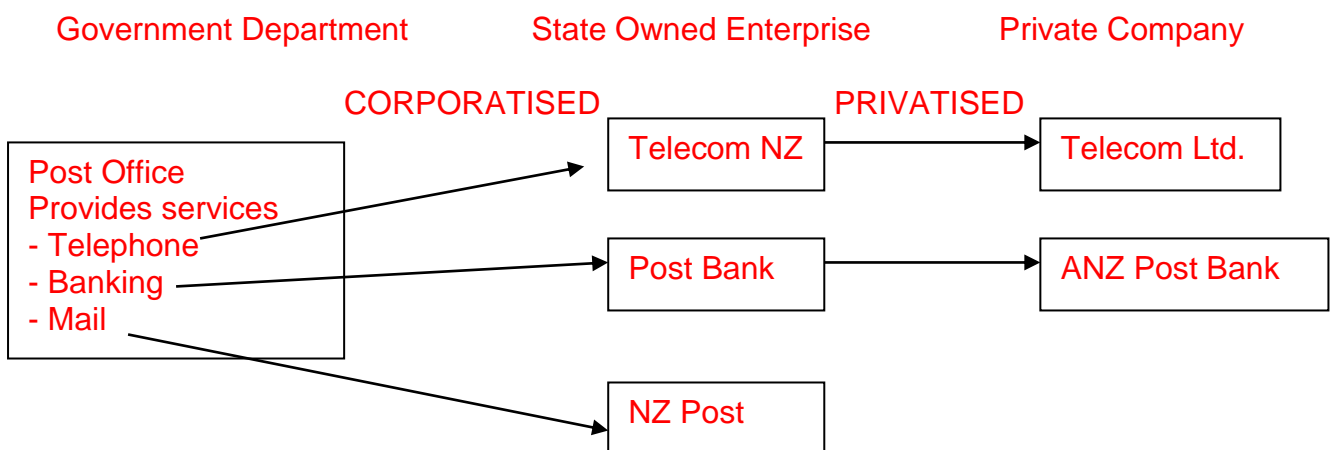 Government Department State Owned Enterprise Private Company
CORPORATISED PRIVATISED
Post Office
Provides services
- Telephone
- Banking
- Mail
Telecom NZ
Telecom Ltd.
Post Bank
ANZ Post Bank
NZ Post